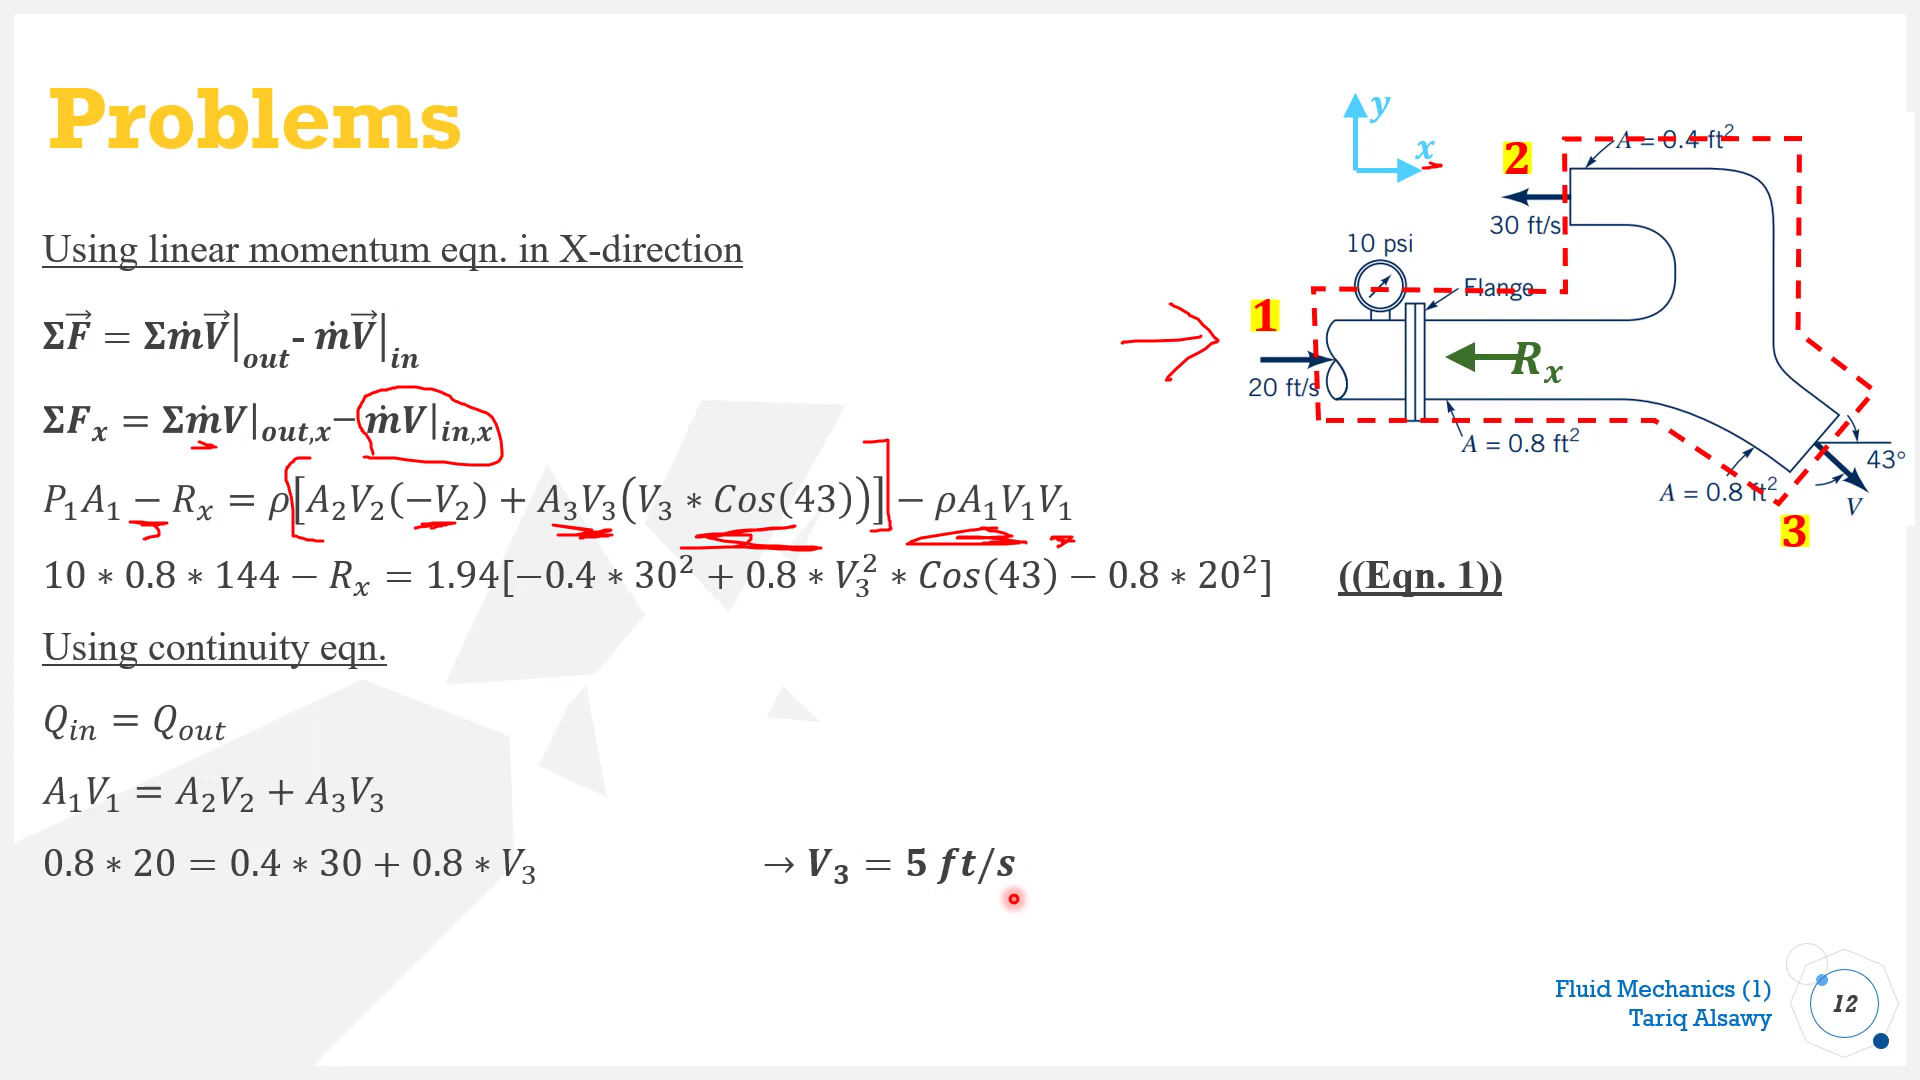 Problems
Using linear momentum eqn. in X-direction
Σ𝑭⃗ = Σṁ𝑽⃗|out - ṁ𝑽⃗|in
ΣFₓ = ΣṁV|out,x − ṁV|in,x
P₁A₁ − Rₓ = ρ[A₂V₂(−V₂) + A₃V₃(V₃ ∗ Cos(43))] − ρA₁V₁V₁
10 ∗ 0.8 ∗ 144 − Rₓ = 1.94[−0.4 ∗ 30² + 0.8 ∗ V₃² ∗ Cos(43) − 0.8 ∗ 20²] ((Eqn. 1))
Using continuity eqn.
Qin = Qout
A₁V₁ = A₂V₂ + A₃V₃
0.8 ∗ 20 = 0.4 ∗ 30 + 0.8 ∗ V₃ → V₃ = 5 ft/s
y
x
2
A = 0.4 ft²
30 ft/s
10 psi
Flange
1
Rₓ
20 ft/s
A = 0.8 ft²
43°
A = 0.8 ft²
V
3
Fluid Mechanics (1)
Tariq Alsawy
12